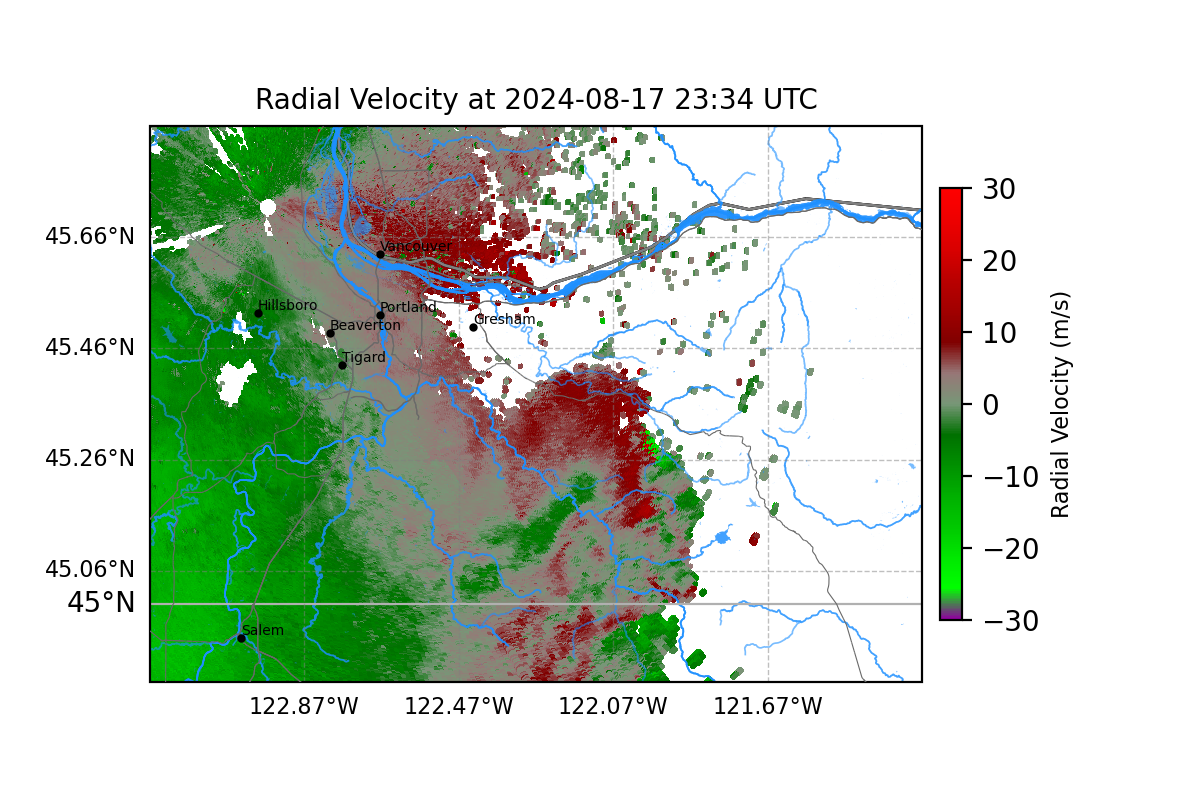 Radial Velocity at 2024-08-17 23:34 UTC
45.66°N
45.46°N
45.26°N
45.06°N
45°N
122.87°W
122.47°W
122.07°W
121.67°W
Vancouver
Hillsboro
Portland
Gresham
Beaverton
Tigard
Salem
30
20
10
0
−10
−20
−30
Radial Velocity (m/s)